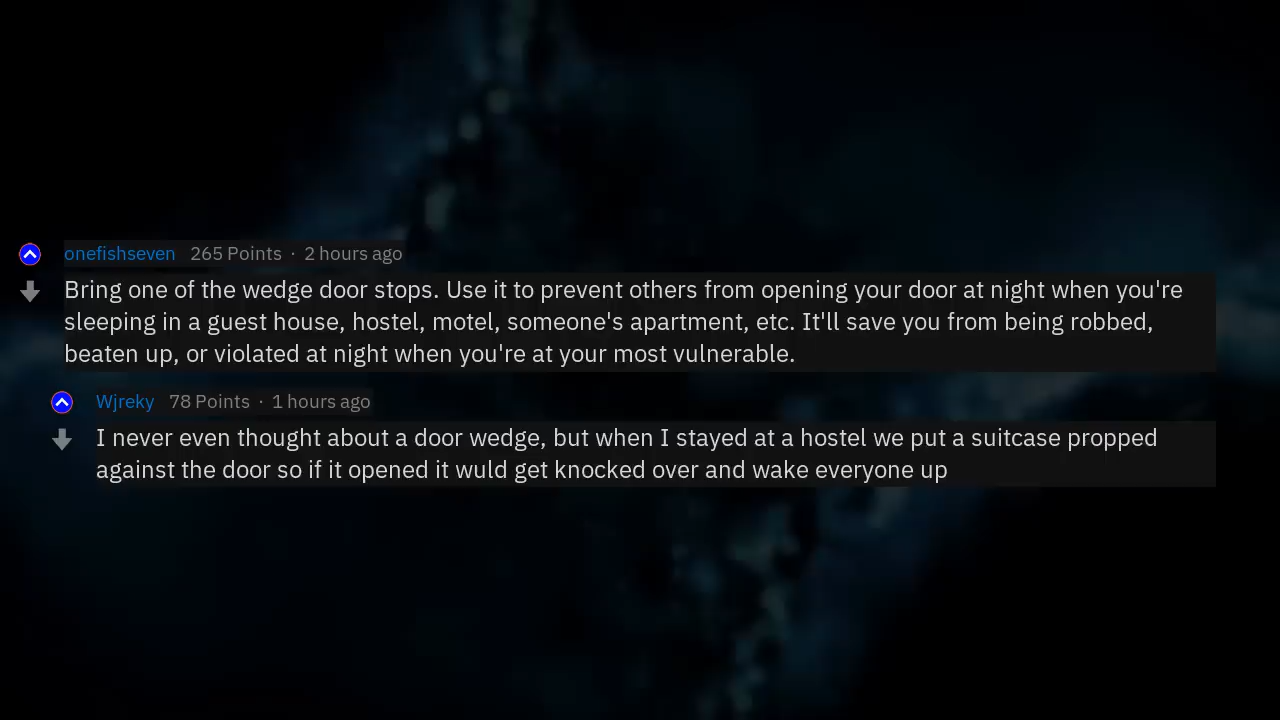 onefishseven 265 Points · 2 hours ago
Bring one of the wedge door stops. Use it to prevent others from opening your door at night when you're
sleeping in a guest house, hostel, motel, someone's apartment, etc. It'll save you from being robbed,
beaten up, or violated at night when you're at your most vulnerable.
Wjreky 78 Points · 1 hours ago
I never even thought about a door wedge, but when I stayed at a hostel we put a suitcase propped
against the door so if it opened it wuld get knocked over and wake everyone up